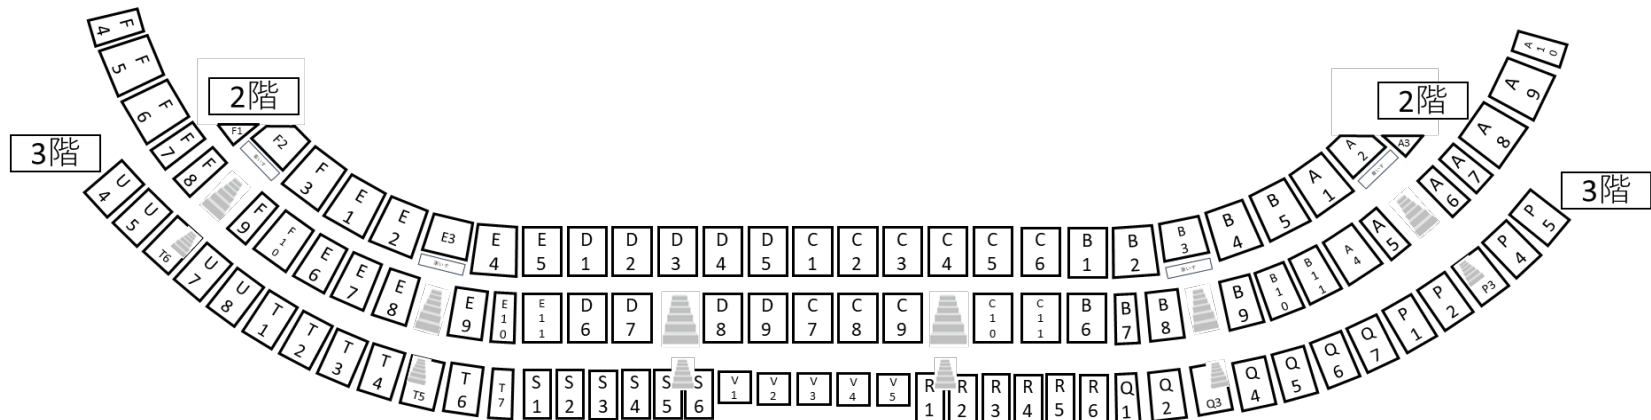 2階
2階
F1 F2 F3 E1 E2 E3 E4 E5 D1 D2 D3 D4 D5 C1 C2 C3 C4 C5 C6 B1 B2 B3 B4 B5 A1 A2 A3
F4 F5 F6 F7 F8 F9 F10 E6 E7 E8 E9 E10 E11 D6 D7 D8 D9 C7 C8 C9 C10 C11 B6 B7 B8 B9 B10 B11 A4 A5 A6 A7 A8 A9 A10
3階
3階
U4 U5 T6 U7 U8 T1 T2 T3 T4 T5 T6 T7 S1 S2 S3 S4 S5 S6 V1 V2 V3 V4 V5 R1 R2 R3 R4 R5 R6 Q1 Q2 Q3 Q4 Q5 Q6 Q7 P1 P2 P3 P4 P5